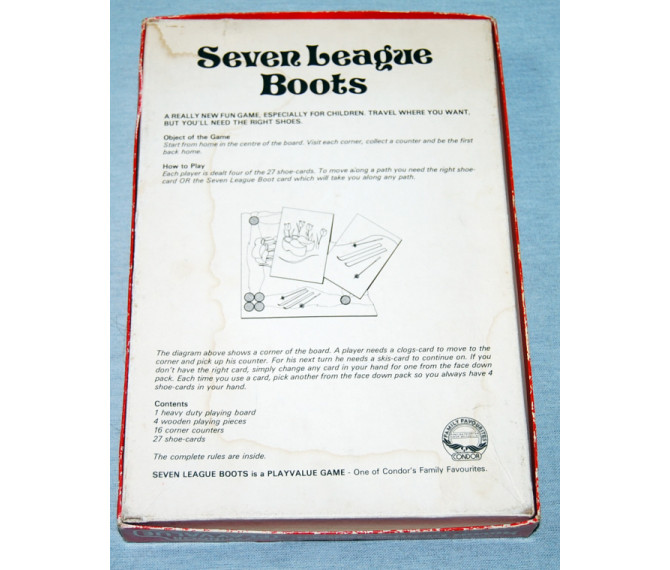 Seven League
Boots
A REALLY NEW FUN GAME, ESPECIALLY FOR CHILDREN. TRAVEL WHERE YOU WANT,
BUT YOU'LL NEED THE RIGHT SHOES.
Object of the Game
Start from home in the centre of the board. Visit each corner, collect a counter and be the first
back home.
How to Play
Each player is dealt four of the 27 shoe-cards. To move along a path you need the right shoe-
card OR the Seven League Boot card which will take you along any path.
The diagram above shows a corner of the board. A player needs a clogs-card to move to the
corner and pick up his counter. For his next turn he needs a skis-card to continue on. If you
don't have the right card, simply change any card in your hand for one from the face down
pack. Each time you use a card, pick another from the face down pack so you always have 4
shoe-cards in your hand.
Contents
1 heavy duty playing board
4 wooden playing pieces
16 corner counters
27 shoe-cards
The complete rules are inside.
FAMILY FAVOURITES
CONDOR
SEVEN LEAGUE BOOTS is a PLAYVALUE GAME - One of Condor's Family Favourites.